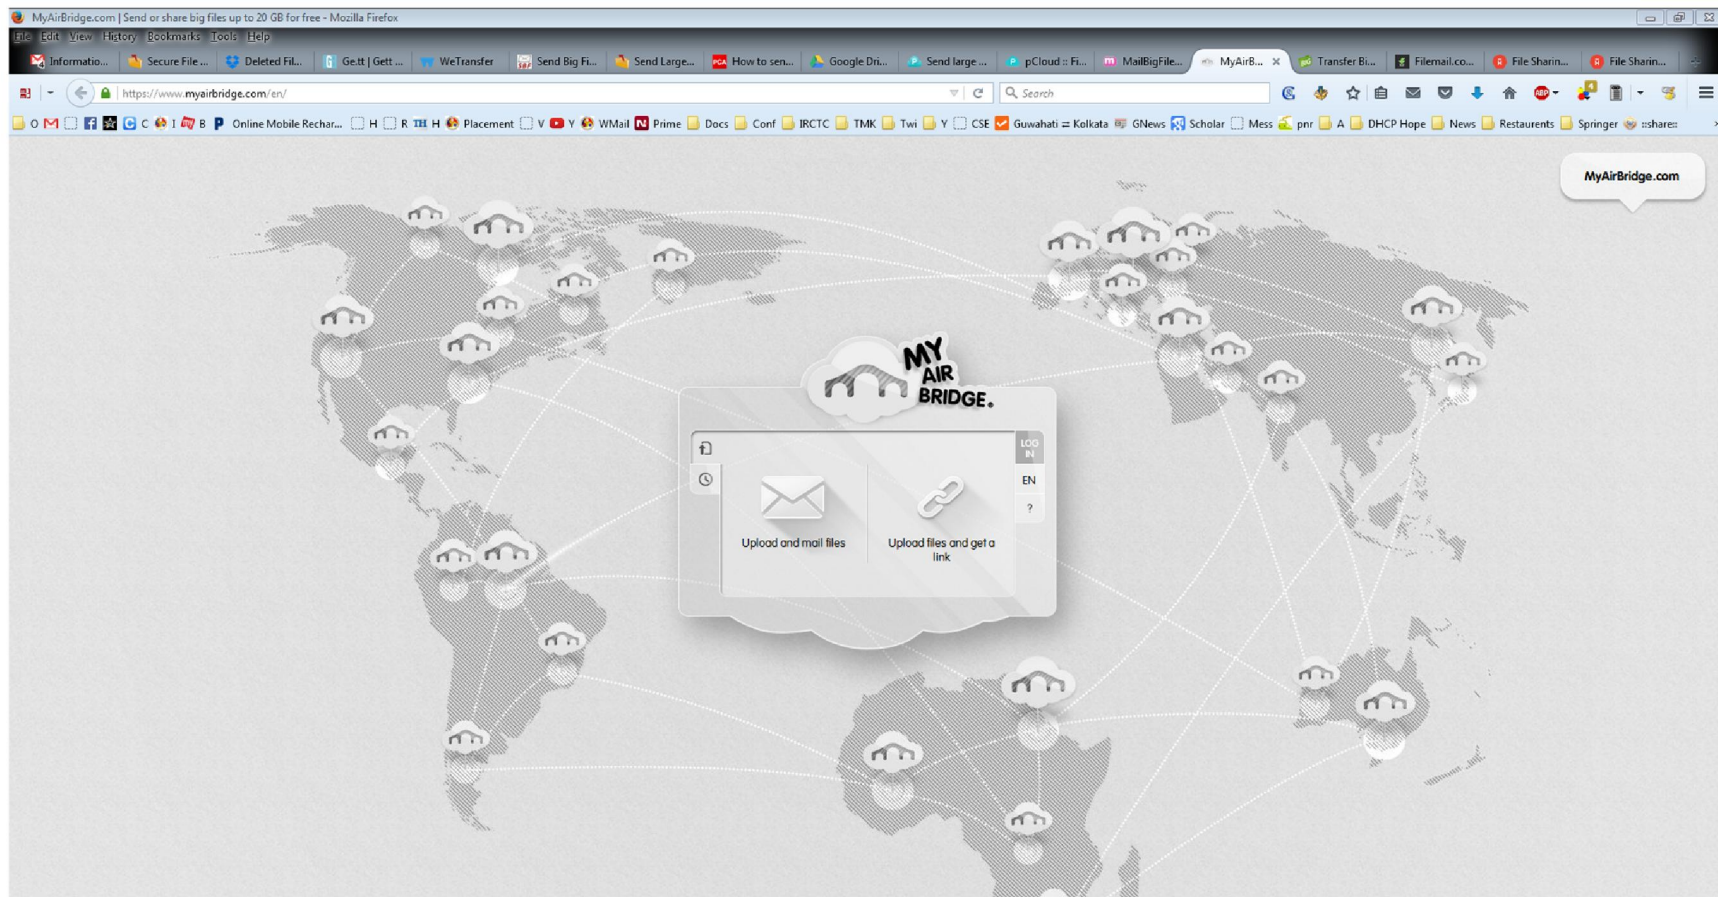 MyAirBridge.com | Send or share big files up to 20 GB for free - Mozilla Firefox
File Edit View History Bookmarks Tools Help
Informatio... Secure File ... Deleted Fil... Ge.tt | Gett ... WeTransfer Send Big Fi... Send Large... How to sen... Google Dri... Send large ... pCloud :: Fi... MailBigFile... MyAirB... Transfer Bi... Filemail.co... File Sharin... File Sharin...
https://www.myairbridge.com/en/ Search
O H R H Placement V Y WMail Prime Docs Conf IRCTC TMK Twi Y CSE Guwahati ⇌ Kolkata GNews Scholar Mess pnr A DHCP Hope News Restaurents Springer ::share::
MyAirBridge.com
MY
AIR
BRIDGE
LOG
IN
EN
?
Upload and mail files
Upload files and get a
link